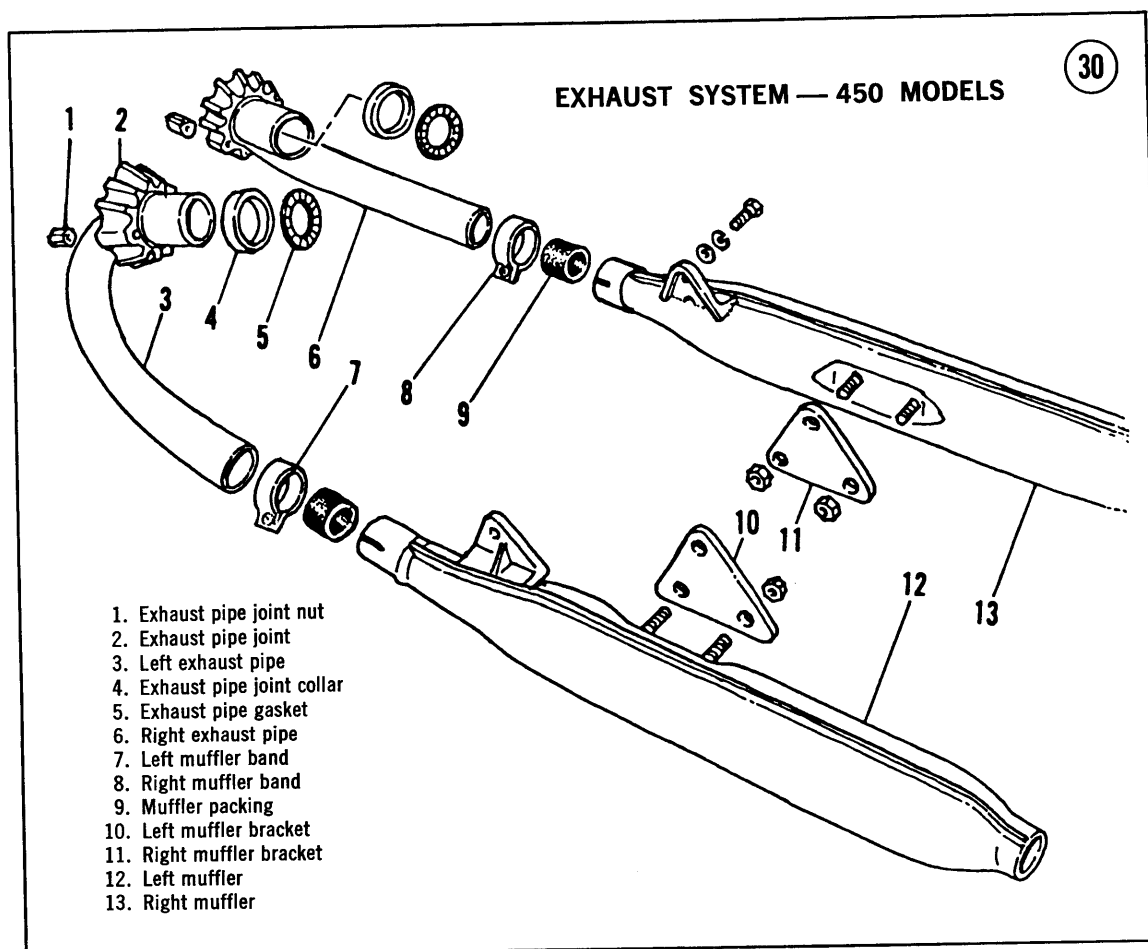 30
EXHAUST SYSTEM — 450 MODELS
1
2
3
4
5
6
7
8
9
10
11
12
13
1. Exhaust pipe joint nut
2. Exhaust pipe joint
3. Left exhaust pipe
4. Exhaust pipe joint collar
5. Exhaust pipe gasket
6. Right exhaust pipe
7. Left muffler band
8. Right muffler band
9. Muffler packing
10. Left muffler bracket
11. Right muffler bracket
12. Left muffler
13. Right muffler